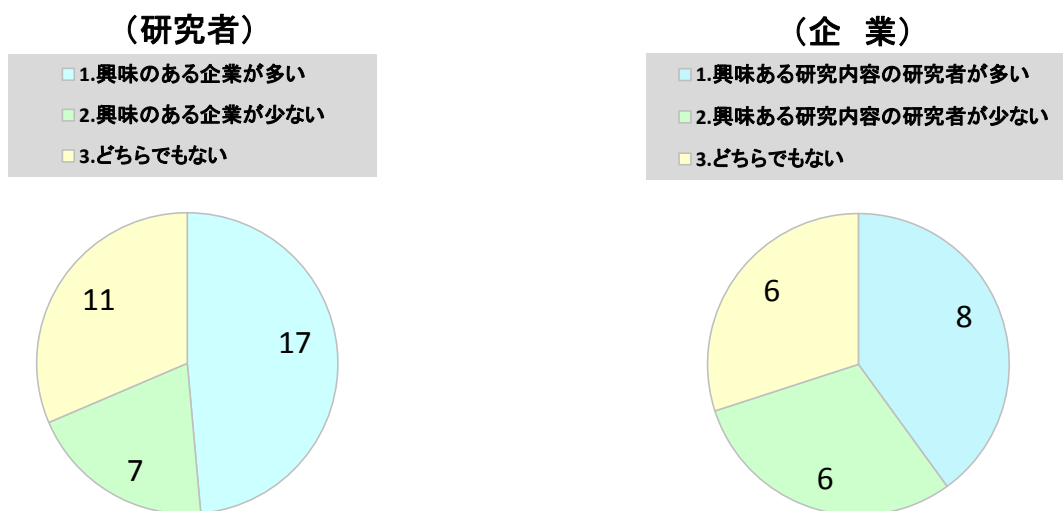 （研究者）
1.興味のある企業が多い
2.興味のある企業が少ない
3.どちらでもない
11
17
7
（企　業）
1.興味ある研究内容の研究者が多い
2.興味ある研究内容の研究者が少ない
3.どちらでもない
6
8
6